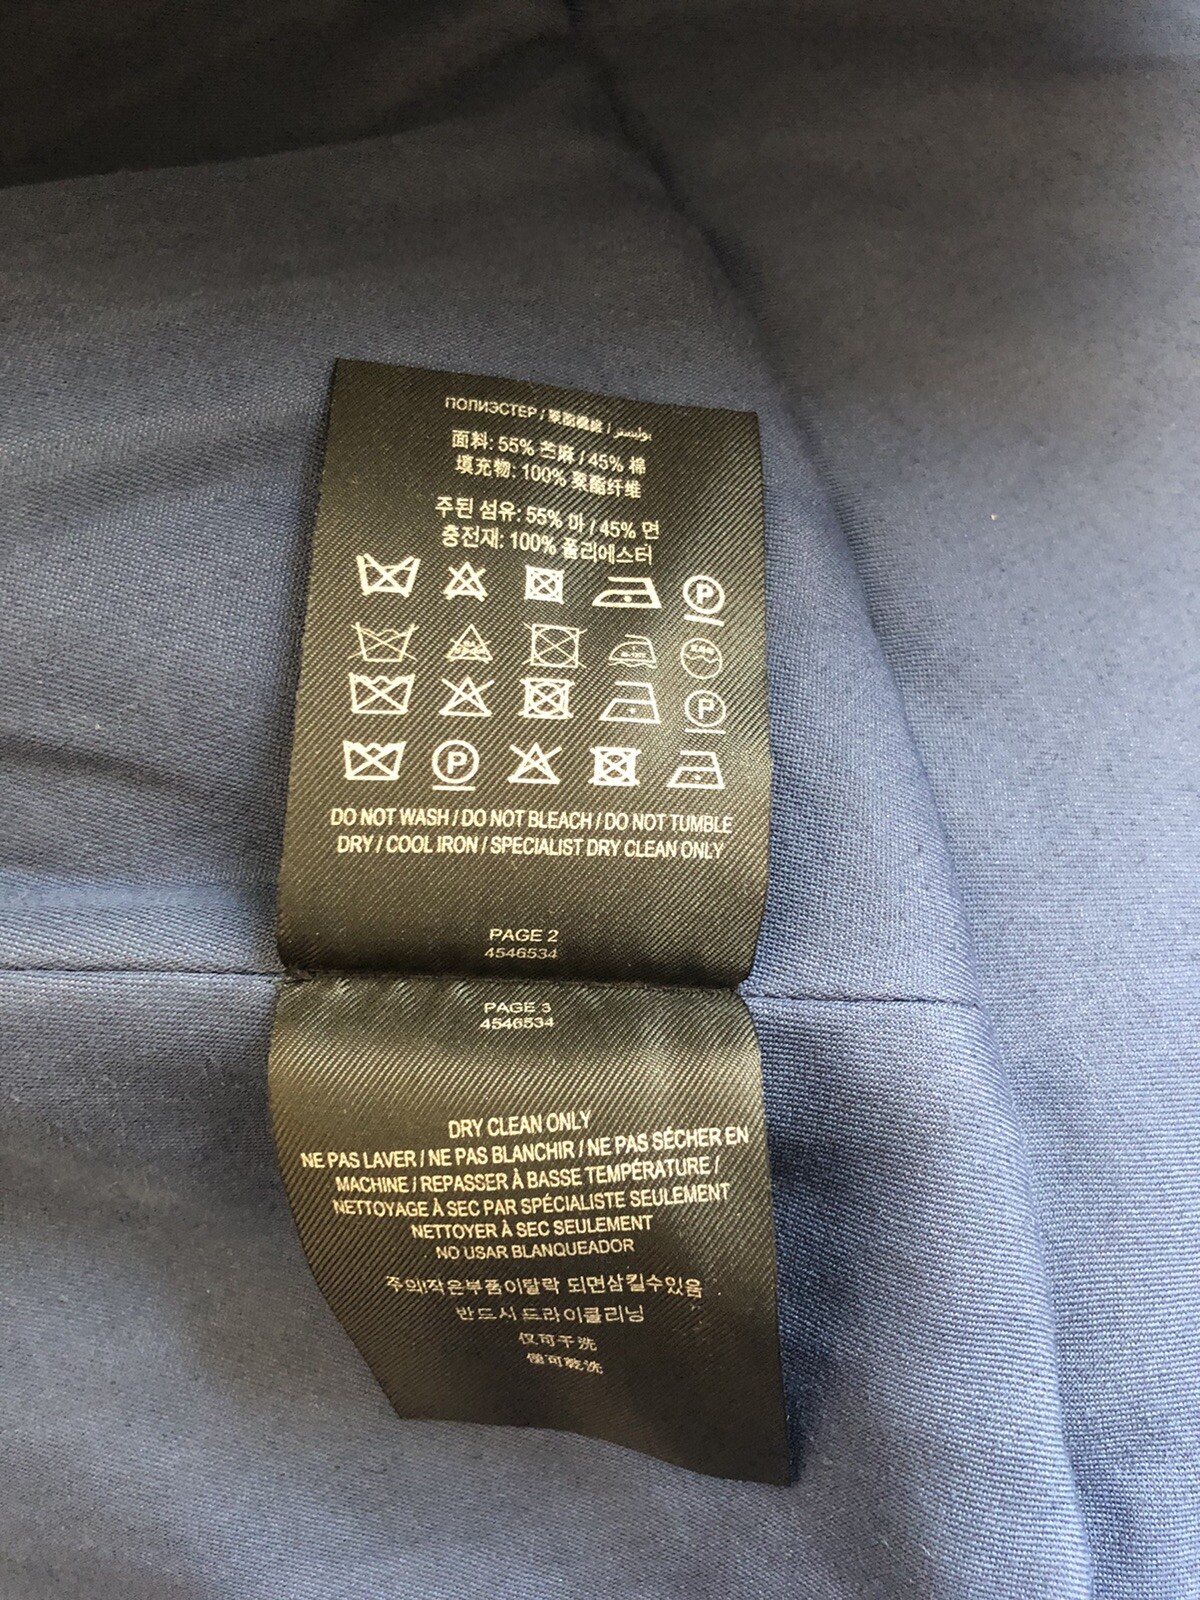 ПОЛИЭСТЕР / 聚酯纖維 / بوليستر
面料: 55% 苎麻 / 45% 棉
填充物: 100% 聚酯纤维
주된 섬유: 55% 마 / 45% 면
충전재: 100% 폴리에스터
DO NOT WASH / DO NOT BLEACH / DO NOT TUMBLE
DRY / COOL IRON / SPECIALIST DRY CLEAN ONLY
PAGE 2
4546534
PAGE 3
4546534
DRY CLEAN ONLY
NE PAS LAVER / NE PAS BLANCHIR / NE PAS SÉCHER EN
MACHINE / REPASSER À BASSE TEMPÉRATURE /
NETTOYAGE À SEC PAR SPÉCIALISTE SEULEMENT
NETTOYER À SEC SEULEMENT
NO USAR BLANQUEADOR
주의!작은부품이탈락 되면삼킬수있음
반드시 드라이클리닝
仅可干洗
僅可乾洗